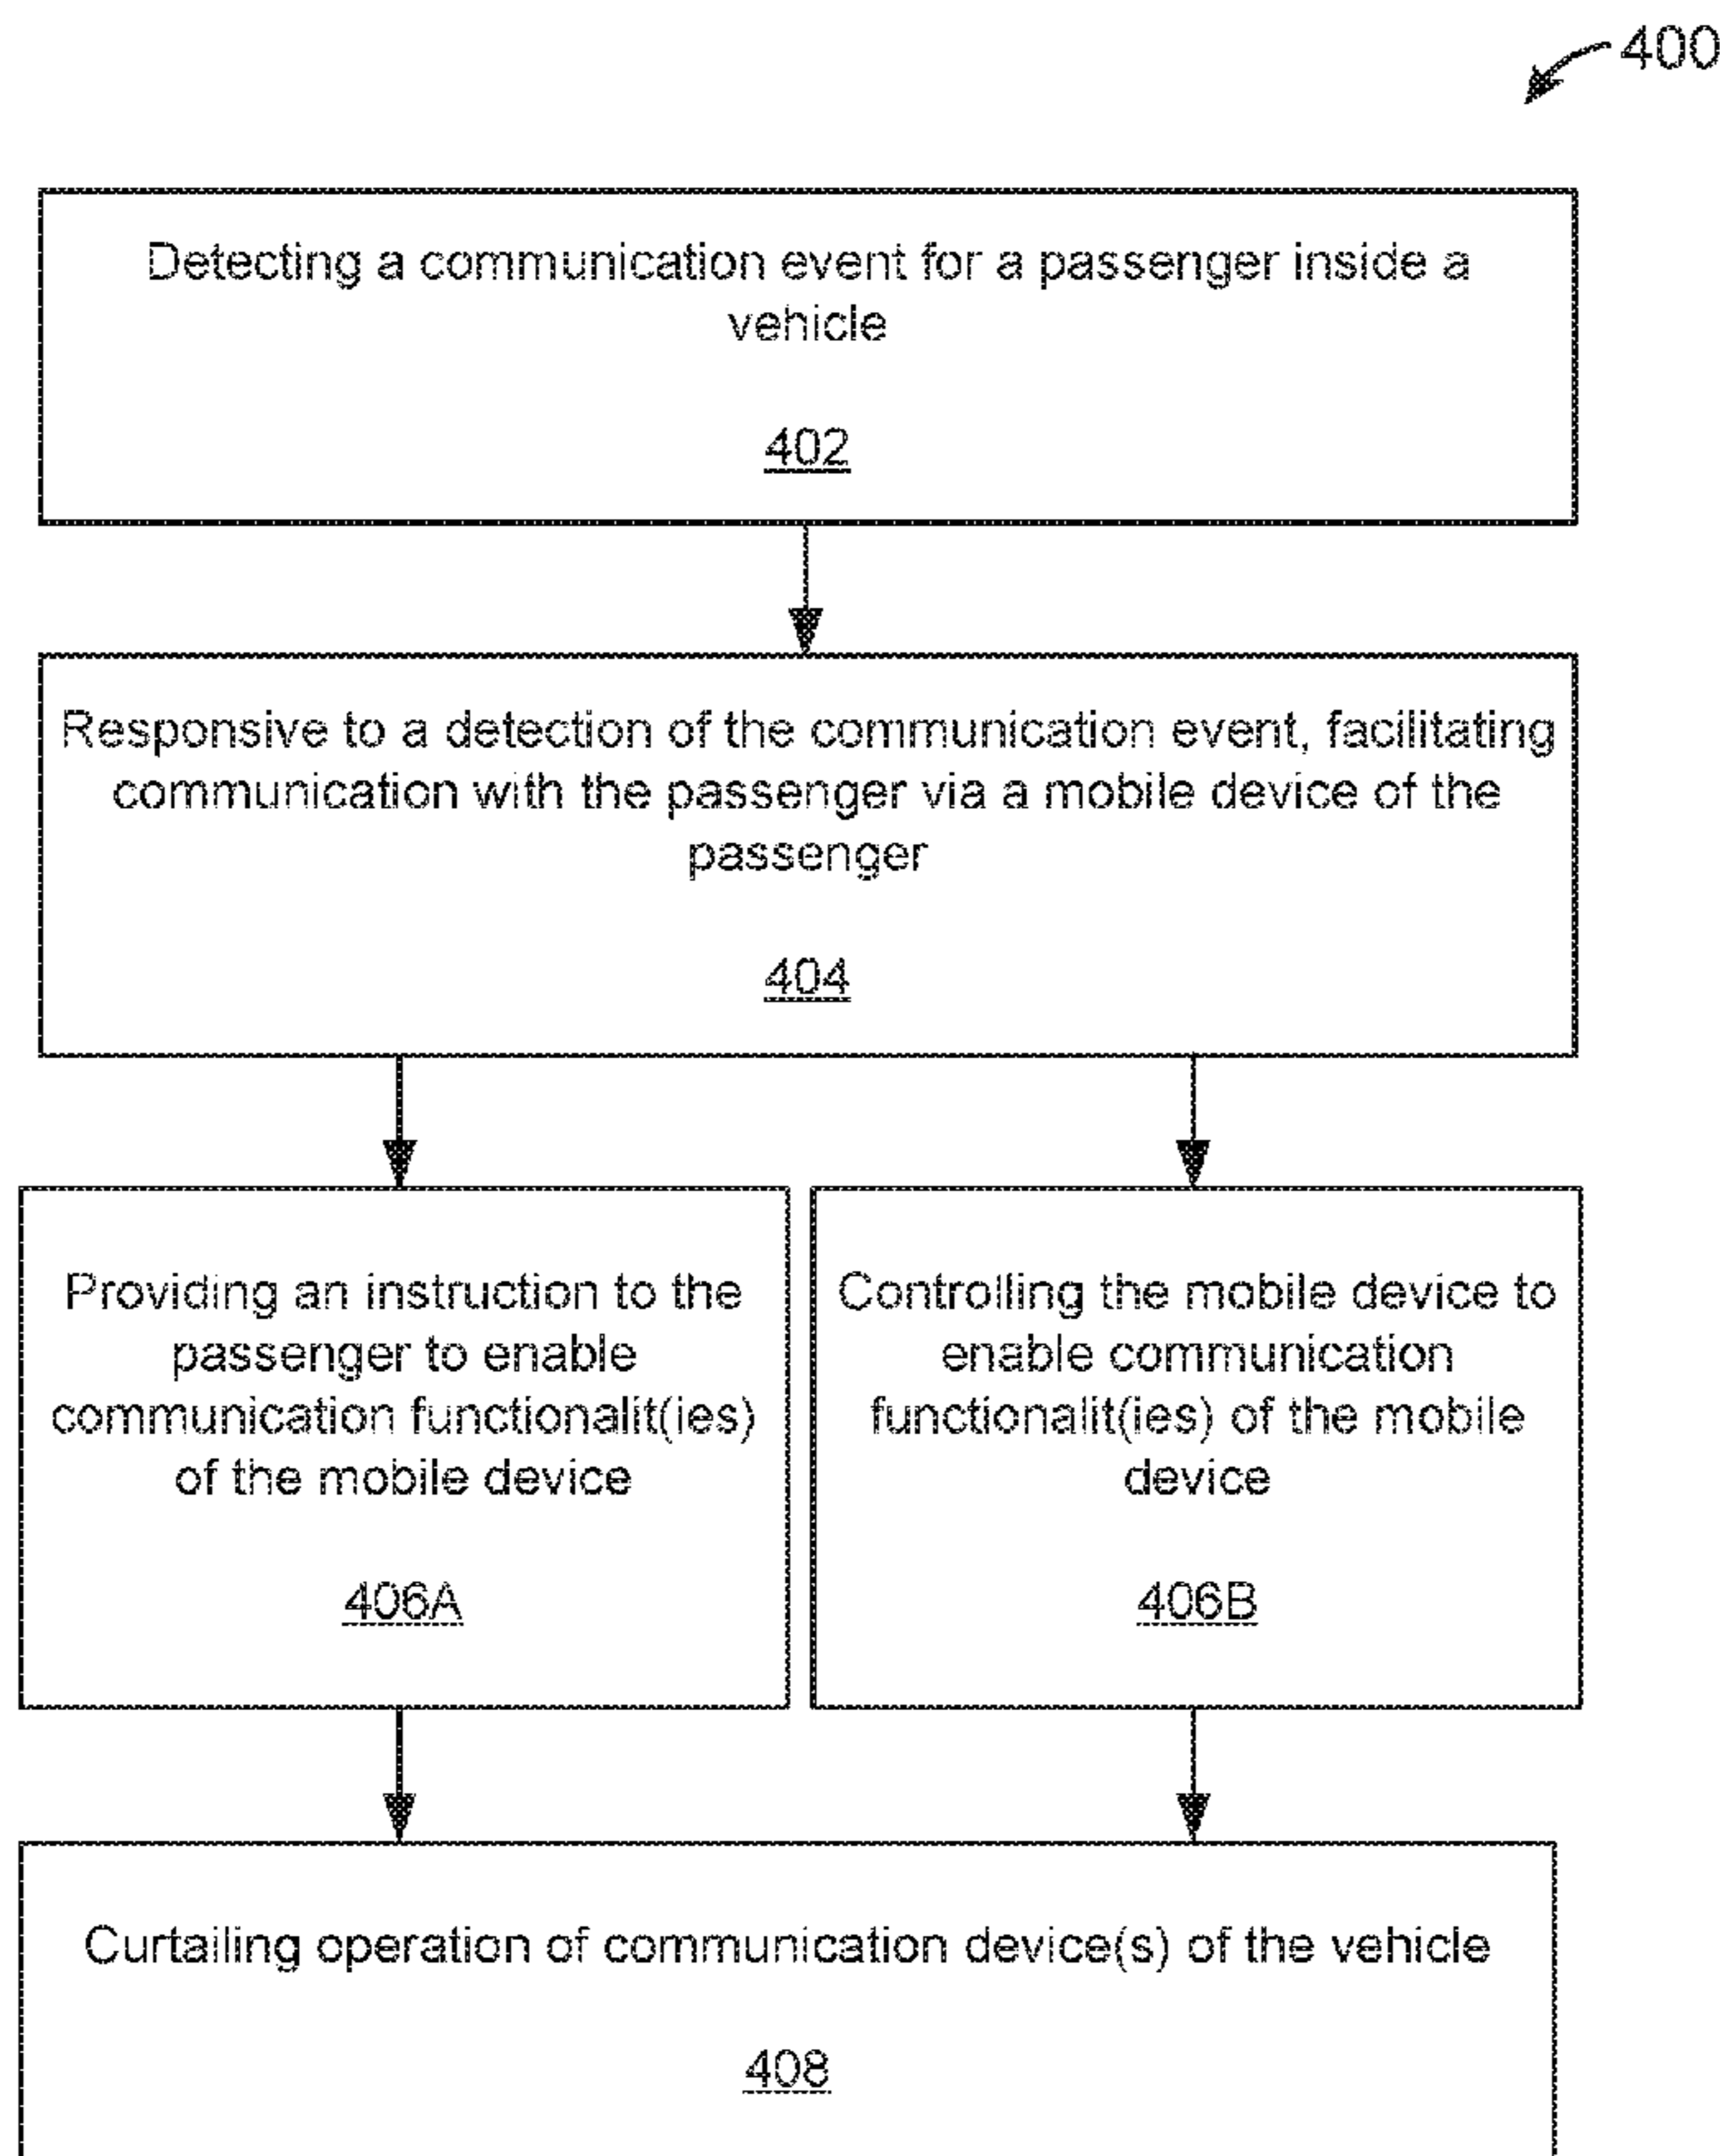 400
Detecting a communication event for a passenger inside a
vehicle
402
Responsive to a detection of the communication event, facilitating
communication with the passenger via a mobile device of the
passenger
404
Providing an instruction to the
passenger to enable
communication functionalit(ies)
of the mobile device
406A
Controlling the mobile device to
enable communication
functionalit(ies) of the mobile
device
406B
Curtailing operation of communication device(s) of the vehicle
408